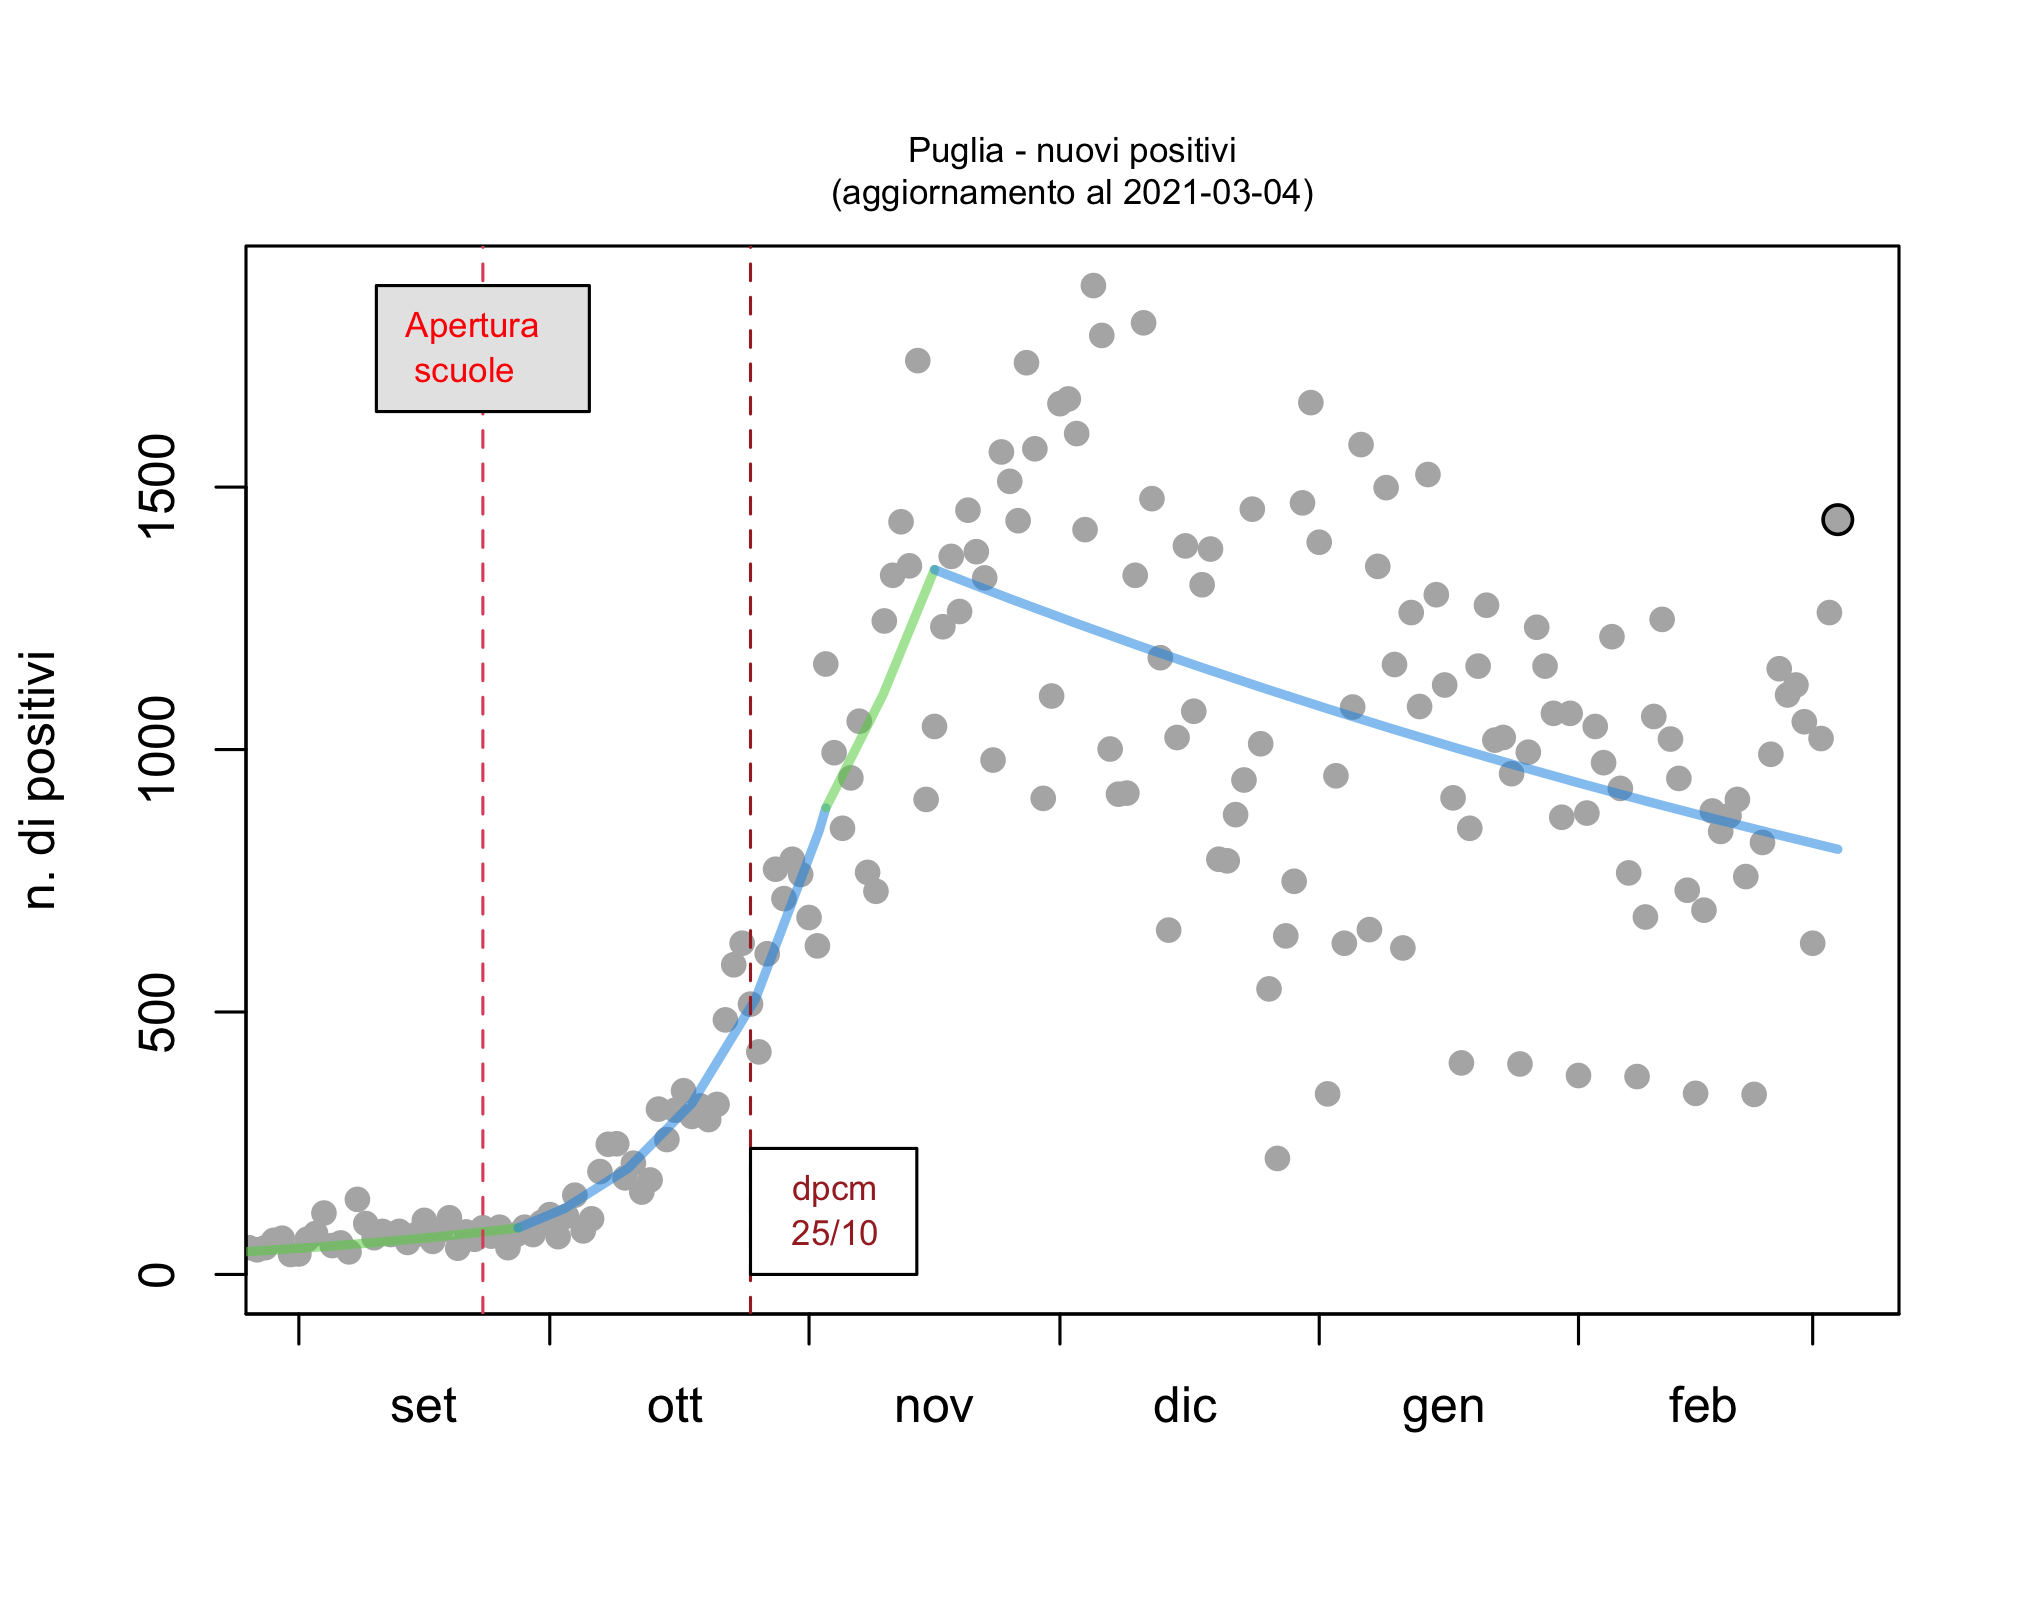 Puglia - nuovi positivi
(aggiornamento al 2021-03-04)
Apertura
scuole
n. di positivi
1500
1000
500
0
dpcm
25/10
set ott nov dic gen feb